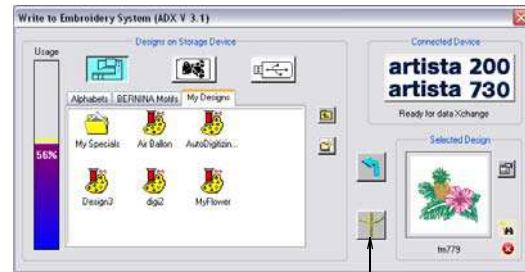 Write to Embroidery System (ADX V 3.1)
Usage
56%
Designs on Storage Device
Alphabets
BERNINA Motifs
My Designs
My Specials
Air Ballon
AutoDigitizin...
Design3
digi2
MyFlower
Connected Device
artista 200
artista 730
Ready for data Xchange
Selected Design
fm779